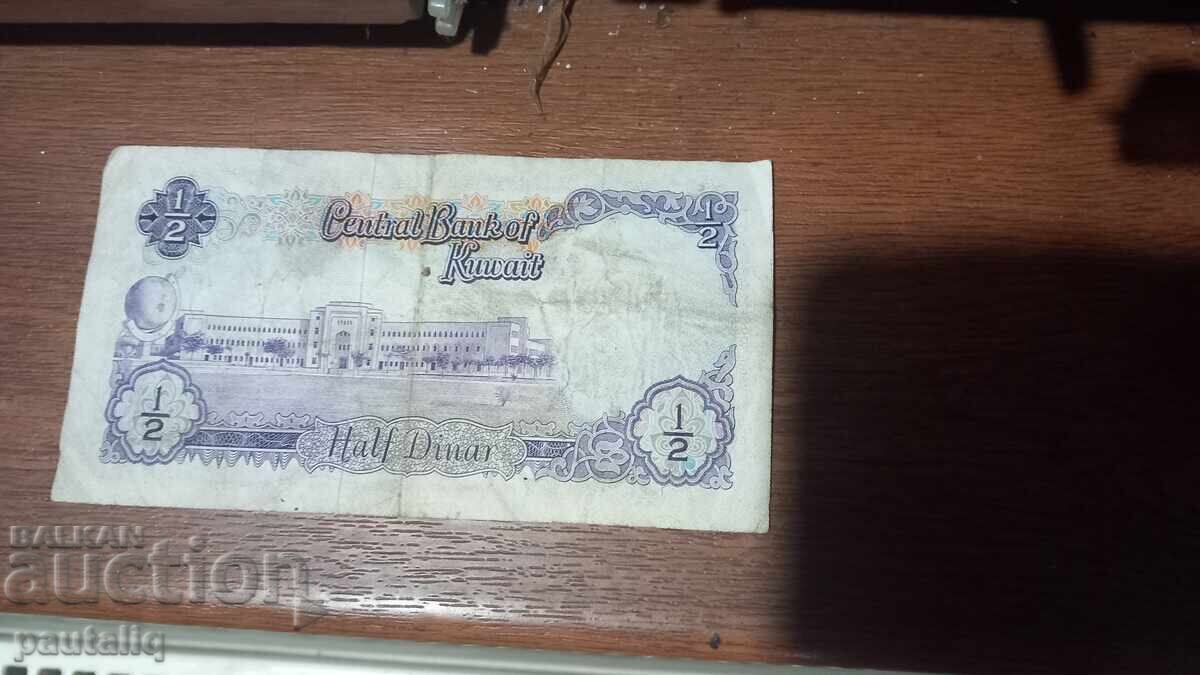 1/2
Central Bank of
Kuwait
1/2
1/2
Half Dinar
1/2
BALKAN
auction
pautaliq